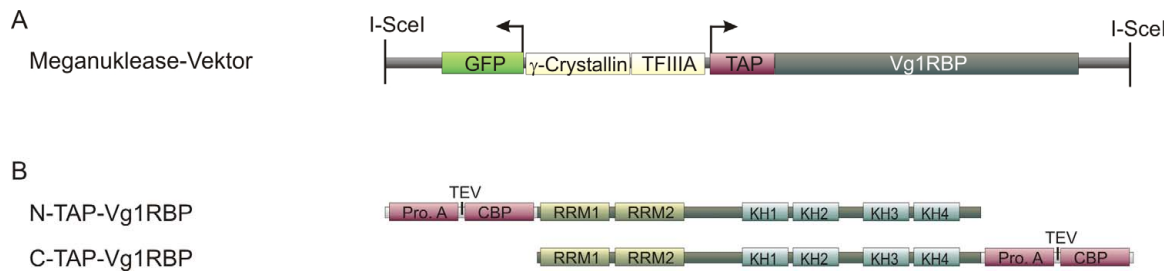 A
I-SceI
I-SceI
Meganuklease-Vektor
GFP
γ-Crystallin
TFIIIA
TAP
Vg1RBP
B
TEV
N-TAP-Vg1RBP
Pro. A
CBP
RRM1
RRM2
KH1
KH2
KH3
KH4
TEV
C-TAP-Vg1RBP
RRM1
RRM2
KH1
KH2
KH3
KH4
Pro. A
CBP